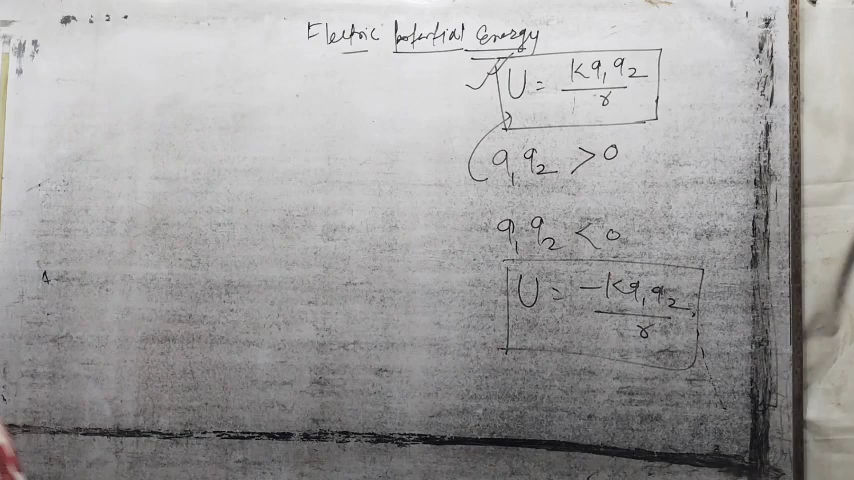 Electric potential Energy
U = kq₁q₂/r
q₁q₂ > 0
q₁q₂ < 0
U = -kq₁q₂/r